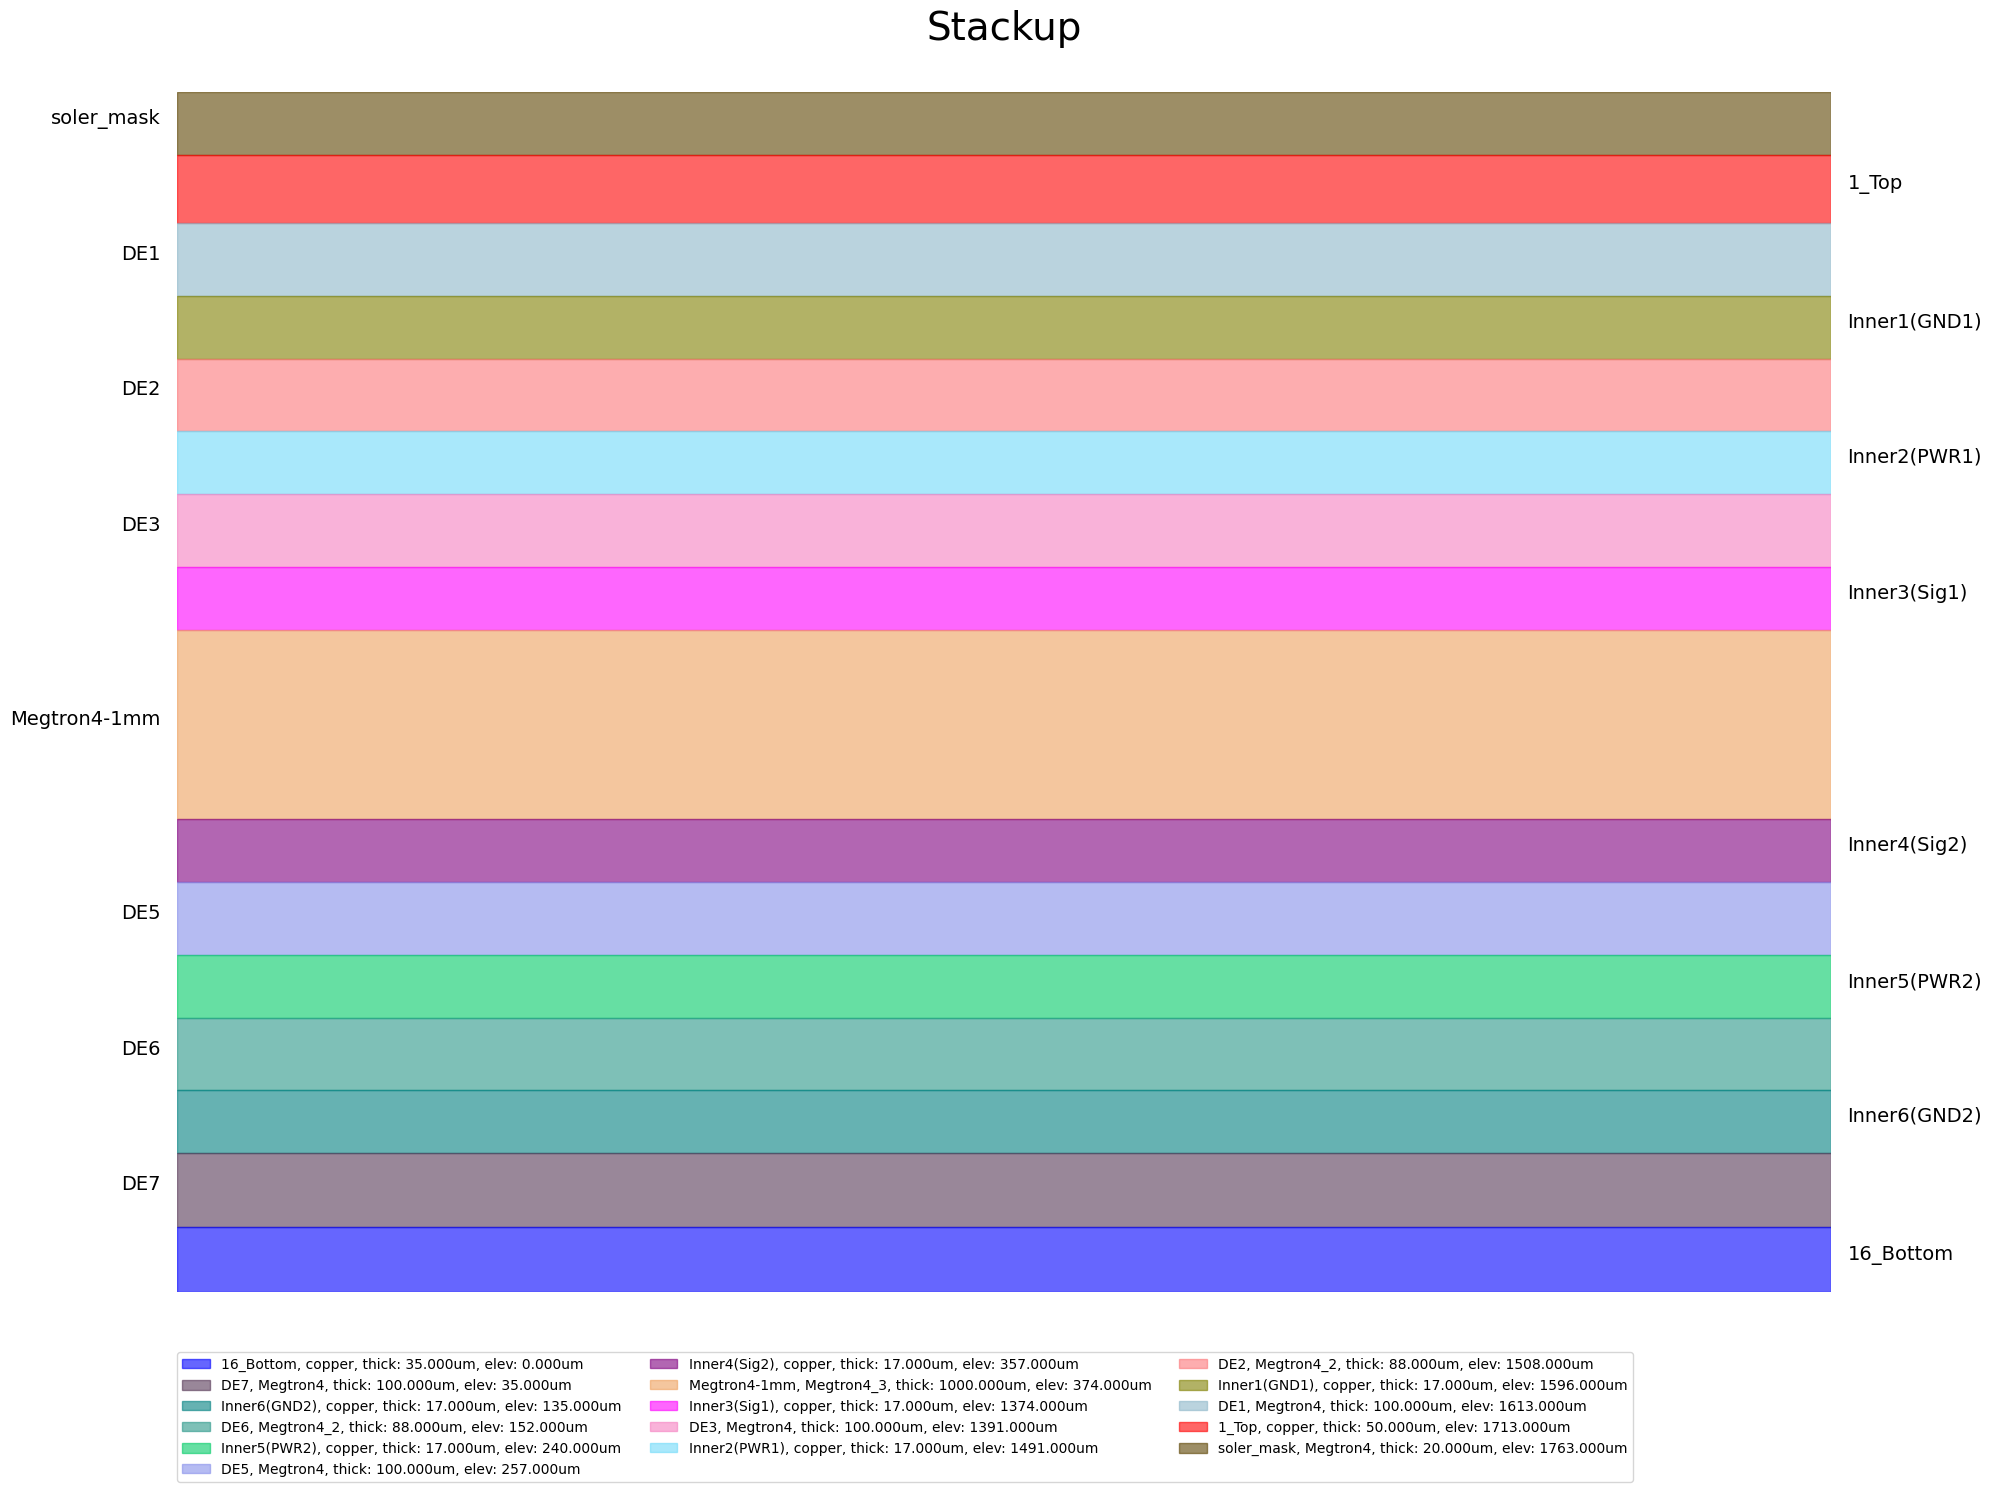 Stackup
soler_mask
1_Top
DE1
Inner1(GND1)
DE2
Inner2(PWR1)
DE3
Inner3(Sig1)
Megtron4-1mm
Inner4(Sig2)
DE5
Inner5(PWR2)
DE6
Inner6(GND2)
DE7
16_Bottom
16_Bottom, copper, thick: 35.000um, elev: 0.000um
DE7, Megtron4, thick: 100.000um, elev: 35.000um
Inner6(GND2), copper, thick: 17.000um, elev: 135.000um
DE6, Megtron4_2, thick: 88.000um, elev: 152.000um
Inner5(PWR2), copper, thick: 17.000um, elev: 240.000um
DE5, Megtron4, thick: 100.000um, elev: 257.000um
Inner4(Sig2), copper, thick: 17.000um, elev: 357.000um
Megtron4-1mm, Megtron4_3, thick: 1000.000um, elev: 374.000um
Inner3(Sig1), copper, thick: 17.000um, elev: 1374.000um
DE3, Megtron4, thick: 100.000um, elev: 1391.000um
Inner2(PWR1), copper, thick: 17.000um, elev: 1491.000um
DE2, Megtron4_2, thick: 88.000um, elev: 1508.000um
Inner1(GND1), copper, thick: 17.000um, elev: 1596.000um
DE1, Megtron4, thick: 100.000um, elev: 1613.000um
1_Top, copper, thick: 50.000um, elev: 1713.000um
soler_mask, Megtron4, thick: 20.000um, elev: 1763.000um